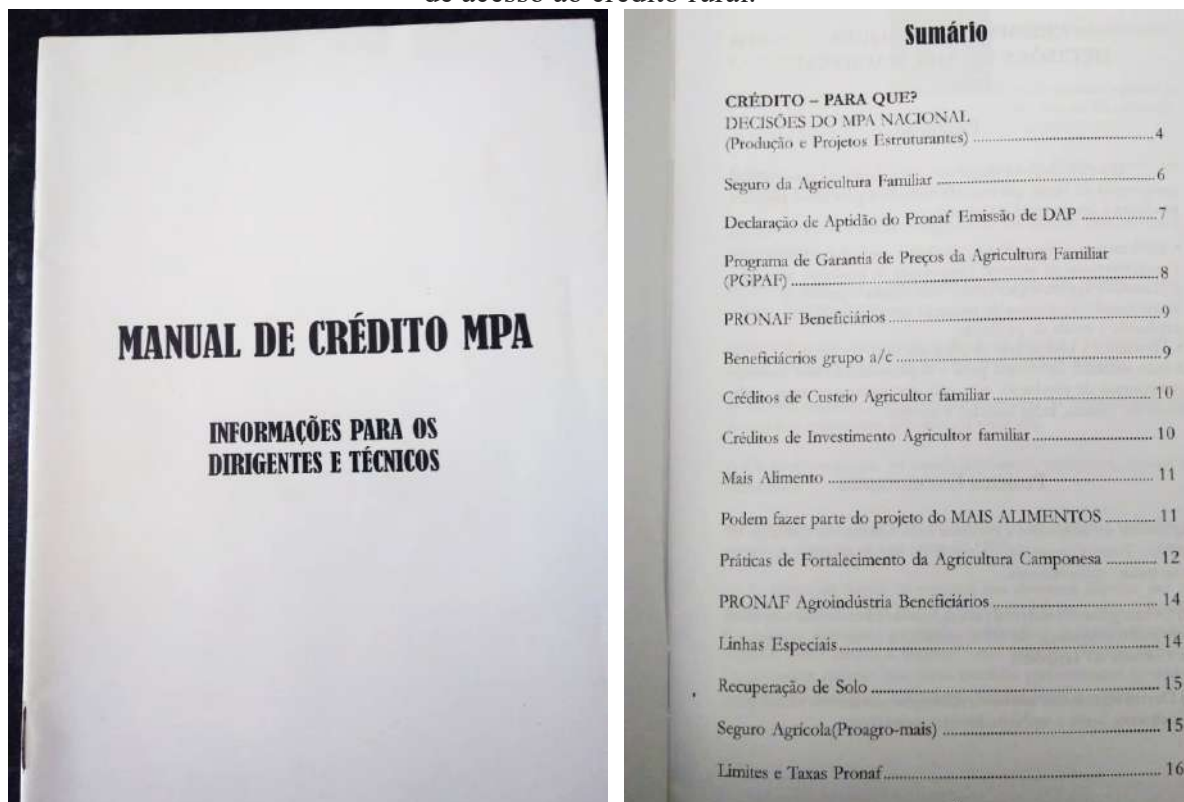 de acesso ao crédito rural.
MANUAL DE CRÉDITO MPA
INFORMAÇÕES PARA OS
DIRIGENTES E TÉCNICOS
Sumário
CRÉDITO – PARA QUE?
DECISÕES DO MPA NACIONAL
(Produção e Projetos Estruturantes) ........................................4
Seguro da Agricultura Familiar ................................................6
Declaração de Aptidão do Pronaf Emissão de DAP ...................7
Programa de Garantia de Preços da Agricultura Familiar
(PGPAF) ................................................................................8
PRONAF Beneficiários ............................................................9
Beneficiácrios grupo a/c ..........................................................9
Créditos de Custeio Agricultor familiar ................................... 10
Créditos de Investimento Agricultor familiar ........................... 10
Mais Alimento ........................................................................ 11
Podem fazer parte do projeto do MAIS ALIMENTOS ............ 11
Práticas de Fortalecimento da Agricultura Camponesa ............ 12
PRONAF Agroindústria Beneficiários .................................... 14
Linhas Especiais ...................................................................... 14
Recuperação de Solo ............................................................... 15
Seguro Agrícola(Proagro-mais) ............................................... 15
Limites e Taxas Pronaf ............................................................. 16